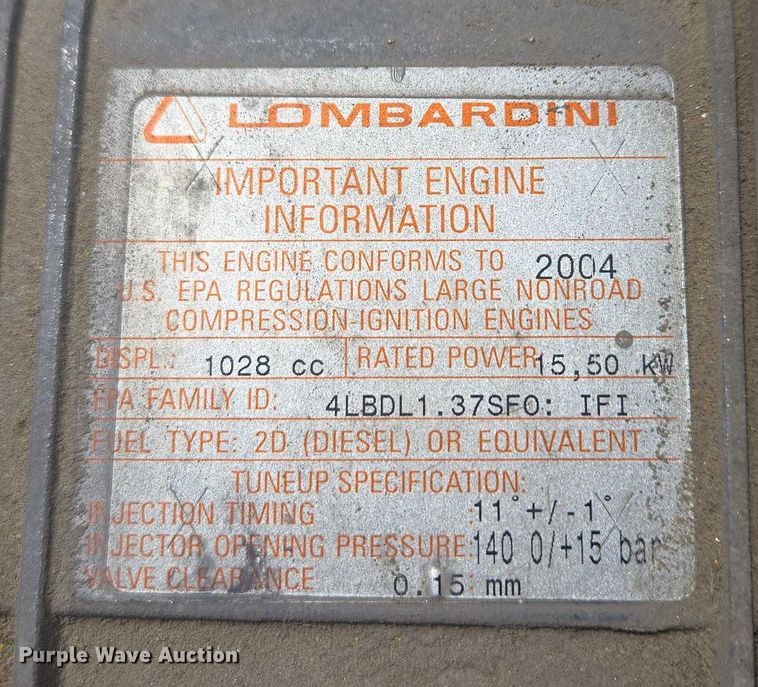 LOMBARDINI
IMPORTANT ENGINE
INFORMATION
THIS ENGINE CONFORMS TO 2004
U.S. EPA REGULATIONS LARGE NONROAD
COMPRESSION-IGNITION ENGINES
DISPL.: 1028 cc RATED POWER 15,50 kW
EPA FAMILY ID: 4LBDL1.37SFO: IFI
FUEL TYPE: 2D (DIESEL) OR EQUIVALENT
TUNEUP SPECIFICATION:
INJECTION TIMING :11°+/-1°
INJECTOR OPENING PRESSURE:140 0/+15 bar
VALVE CLEARANCE 0.15 mm
Purple Wave Auction